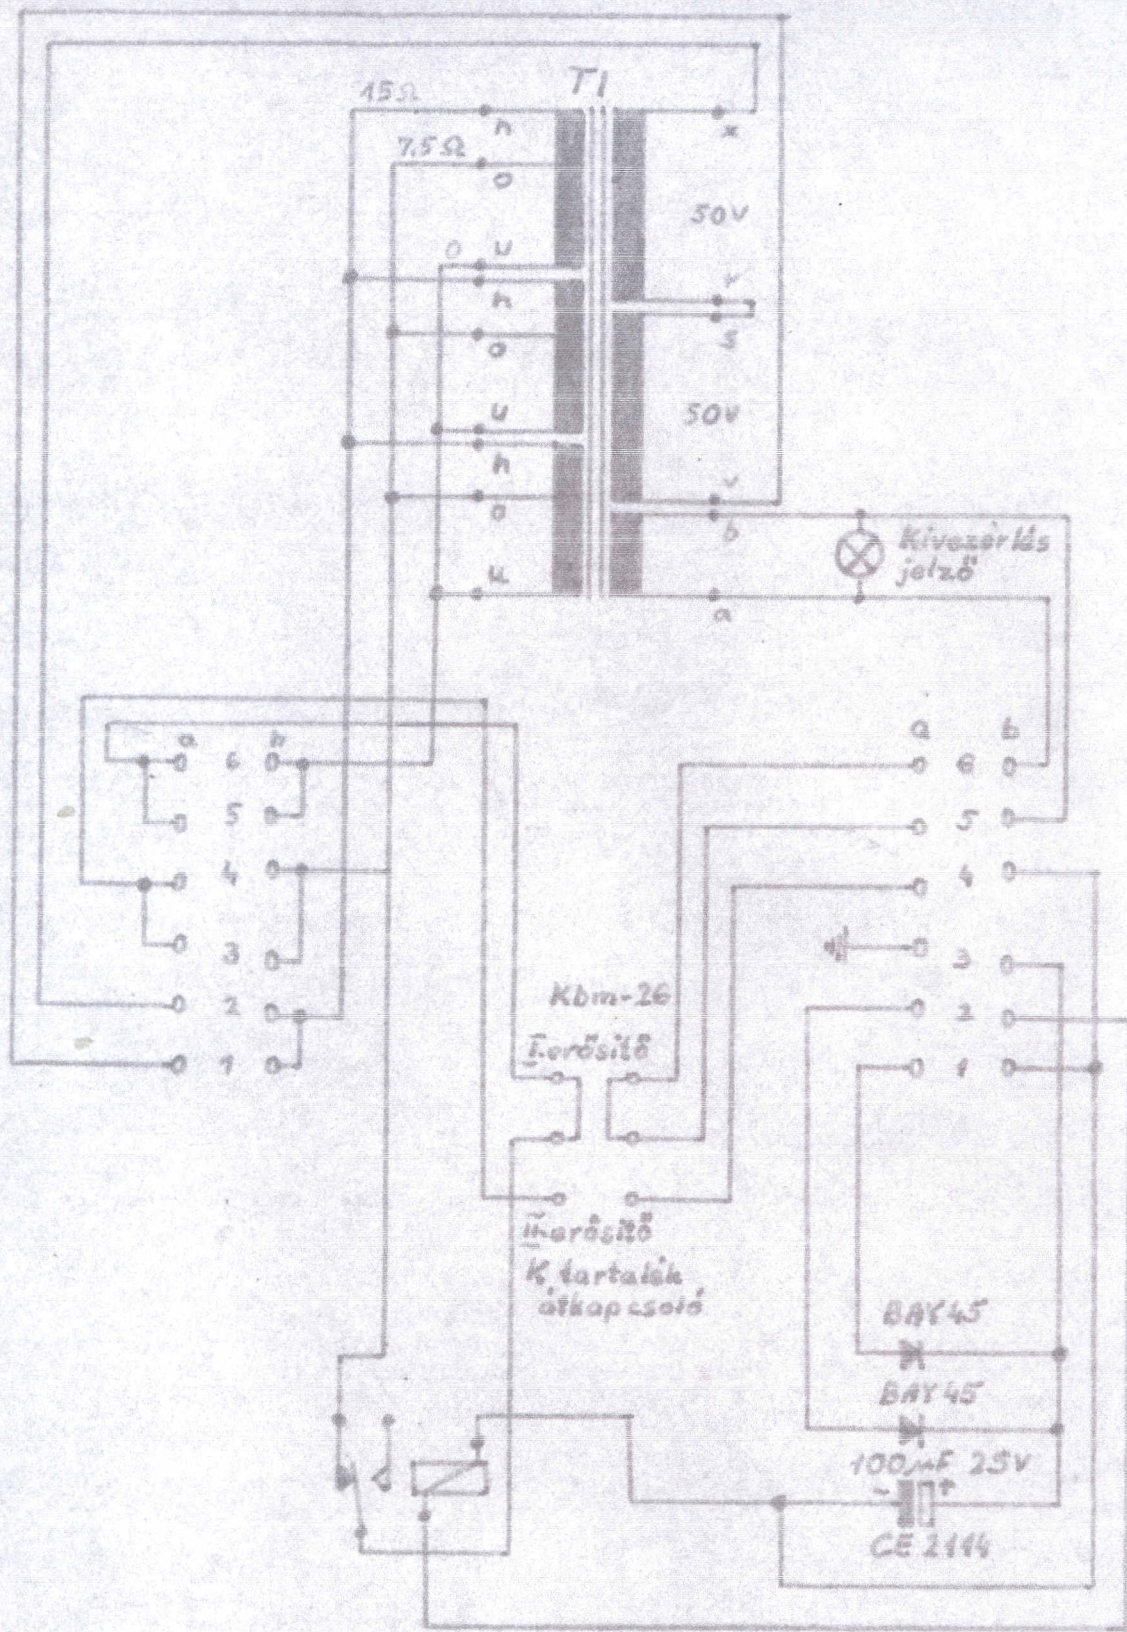 T1
15Ω
n
x
7,5Ω
o
50V
0
u
n
r
s
o
50V
u
n
v
o
b
Kivezérlés
jelző
u
a
a
b
a
b
6
6
5
5
4
4
3
3
2
2
1
1
Kbm-26
I. erősítő
II. erősítő
K. tartalék
átkapcsoló
BAY45
BAY45
100µF 25V
-
+
CE 2114